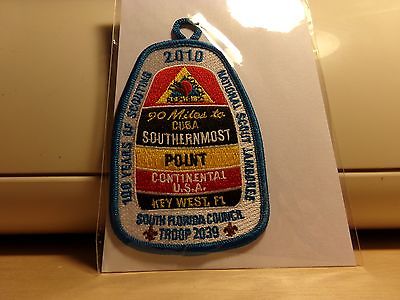 2010
100 YEARS OF SCOUTING
NATIONAL SCOUT JAMBOREE
90 Miles to
CUBA
SOUTHERNMOST
POINT
CONTINENTAL
U.S.A.
KEY WEST, FL
SOUTH FLORIDA COUNCIL
TROOP 2039